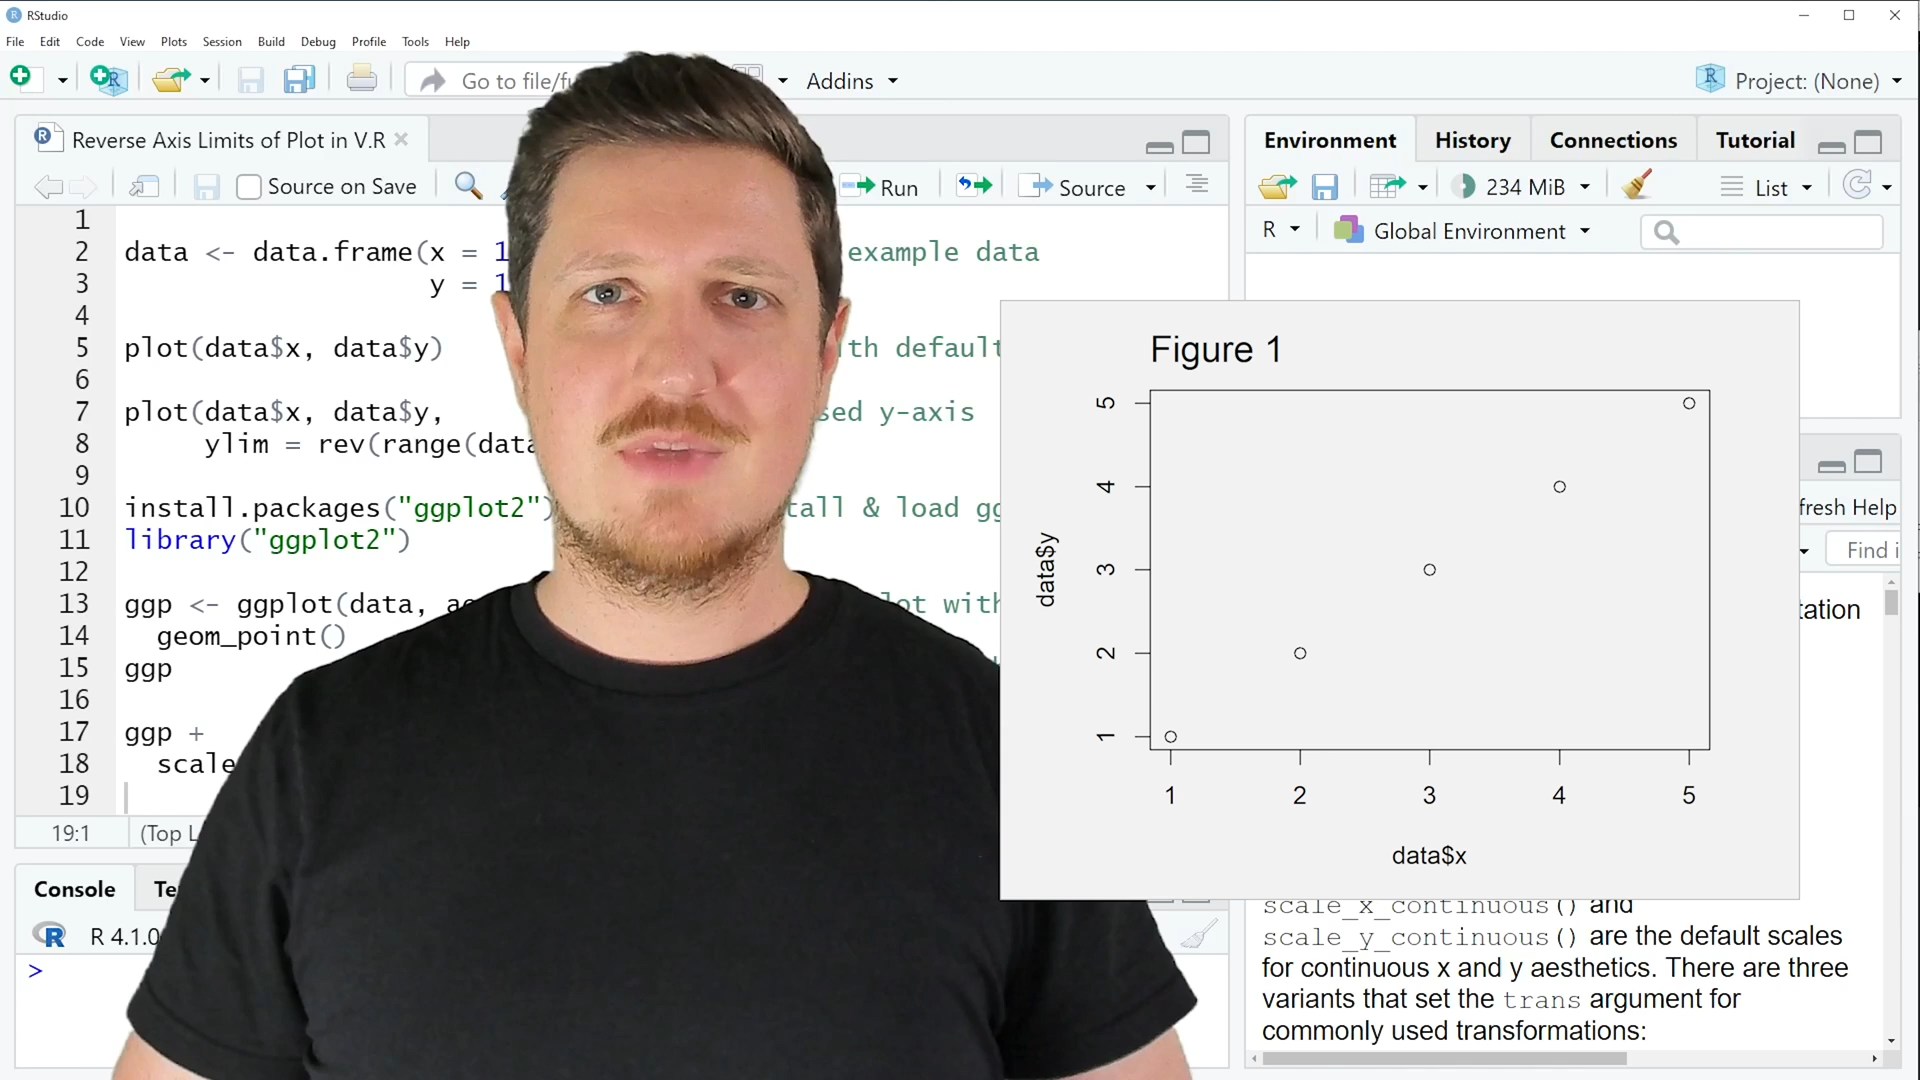 RStudio
File Edit Code View Plots Session Build Debug Profile Tools Help
Go to file/fu Addins Project: (None)
Reverse Axis Limits of Plot in V.R
Source on Save Run Source
1
2 data <- data.frame(x = 1 example data
3 y = 1
4
5 plot(data$x, data$y) th default
6
7 plot(data$x, data$y, sed y-axis
8 ylim = rev(range(data
9
10 install.packages("ggplot2") tall & load gg
11 library("ggplot2")
12
13 ggp <- ggplot(data, ae lot with
14 geom_point()
15 ggp
16
17 ggp +
18 scale
19
19:1 (Top L
Console Te
R 4.1.0
>
Environment History Connections Tutorial
234 MiB List
R Global Environment
Figure 1
5
4
3
2
1
data$y
1 2 3 4 5
data$x
fresh Help
Find i
tation
scale_x_continuous() and
scale_y_continuous() are the default scales
for continuous x and y aesthetics. There are three
variants that set the trans argument for
commonly used transformations: